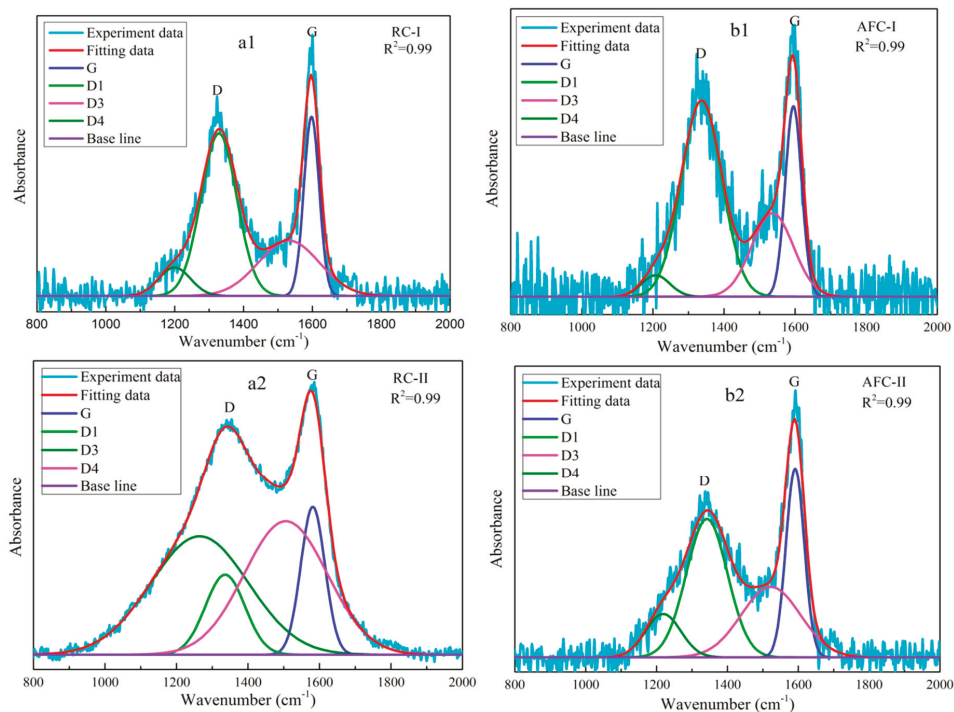 Experiment data
Fitting data
G
D1
D3
D4
Base line
a1
RC-I
R²=0.99
D
G
Absorbance
800 1000 1200 1400 1600 1800 2000
Wavenumber (cm⁻¹)
Experiment data
Fitting data
G
D1
D3
D4
Base line
b1
AFC-I
R²=0.99
D
G
Absorbance
800 1000 1200 1400 1600 1800 2000
Wavenumber (cm⁻¹)
Experiment data
Fitting data
G
D1
D3
D4
Base line
a2
RC-II
R²=0.99
D
G
Absorbance
800 1000 1200 1400 1600 1800 2000
Wavenumber (cm⁻¹)
Experiment data
Fitting data
G
D1
D3
D4
Base line
b2
AFC-II
R²=0.99
D
G
Absorbance
800 1000 1200 1400 1600 1800 2000
Wavenumber (cm⁻¹)